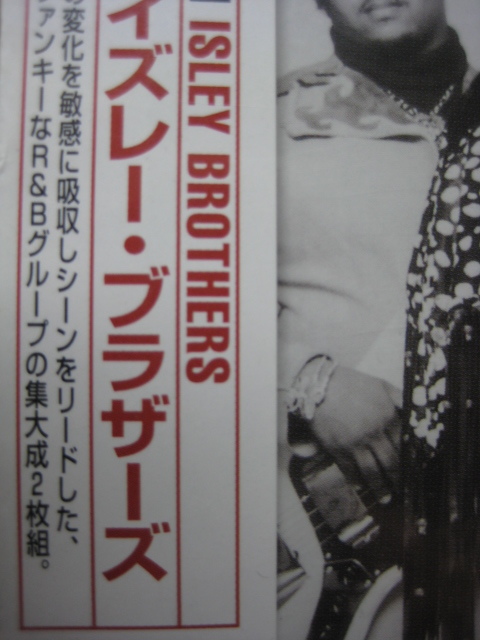 ISLEY BROTHERS
イズレー・ブラザーズ
変化を敏感に吸収しシーンをリードした、
ァンキーなR&Bグループの集大成2枚組。